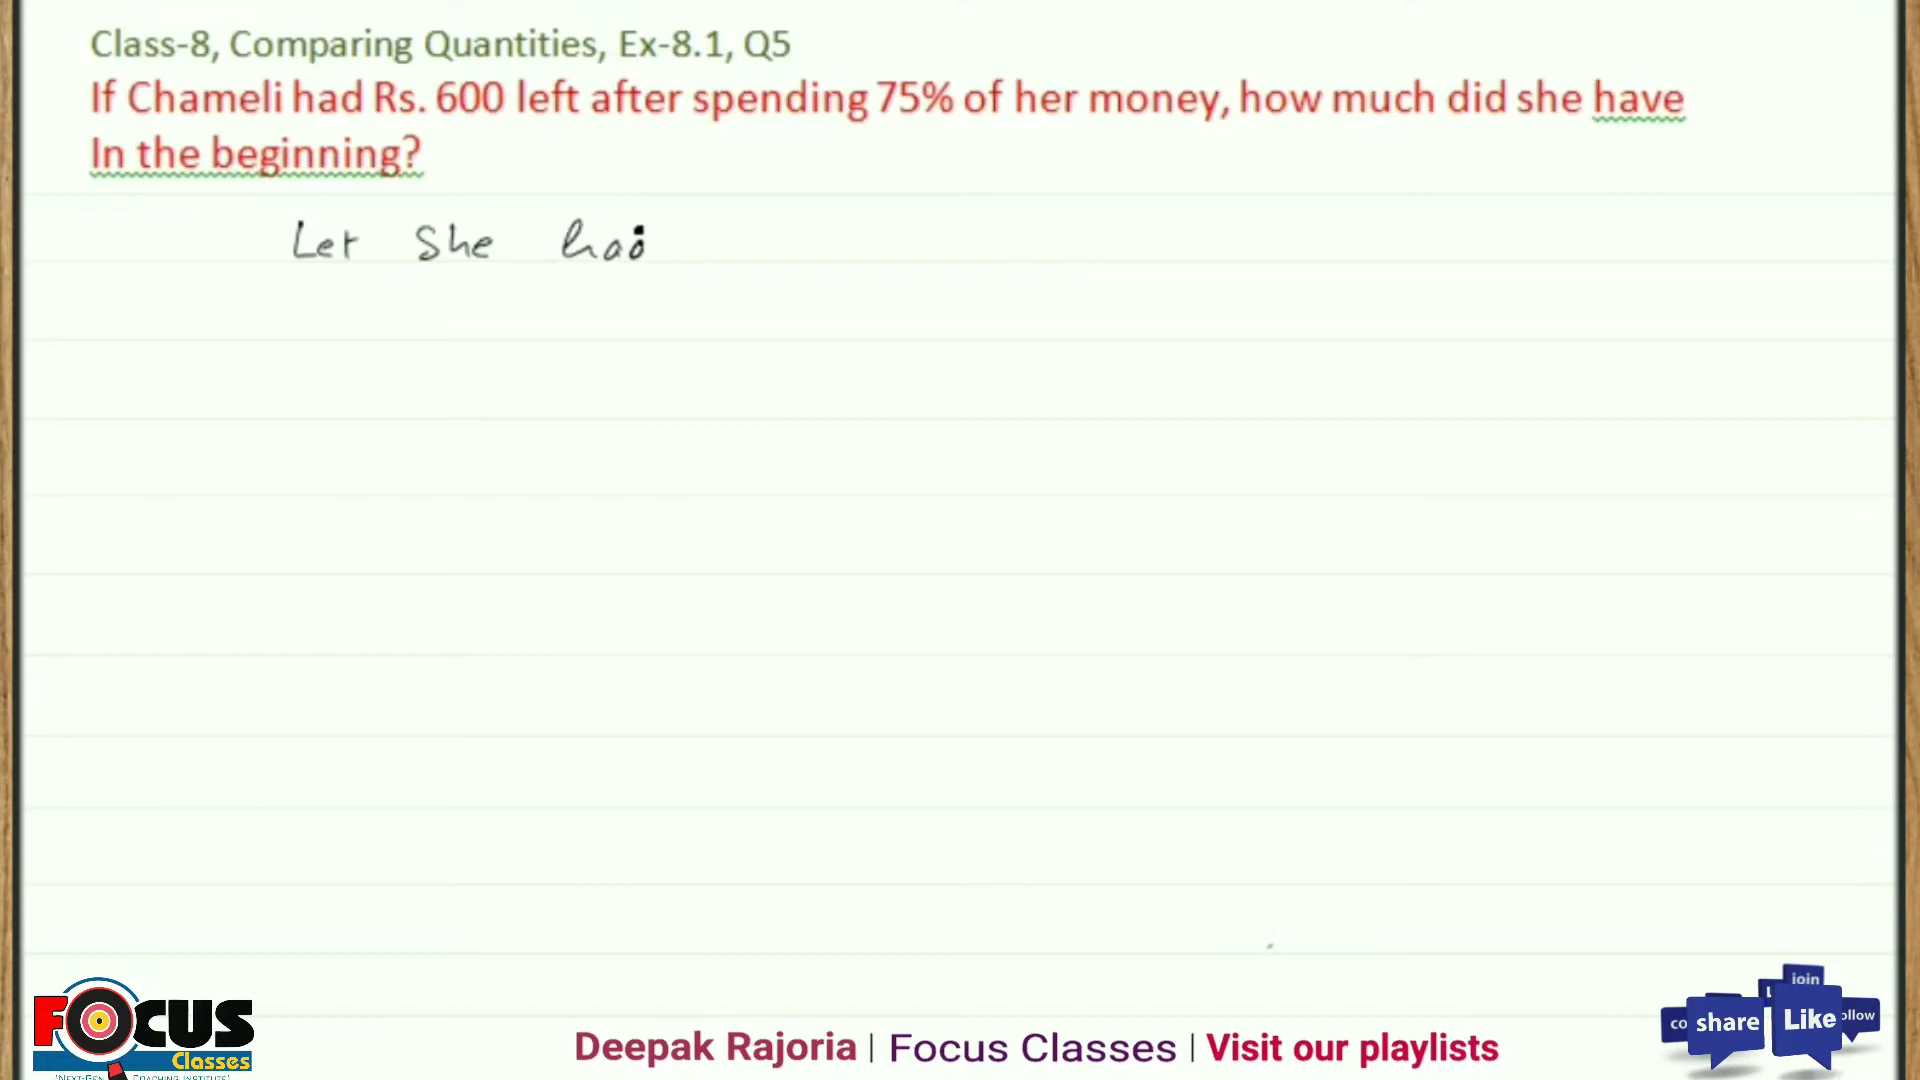 Class-8, Comparing Quantities, Ex-8.1, Q5
If Chameli had Rs. 600 left after spending 75% of her money, how much did she have
In the beginning?
Let She
FOCUS
Classes
Deepak Rajoria | Focus Classes | Visit our playlists
join
share
Like